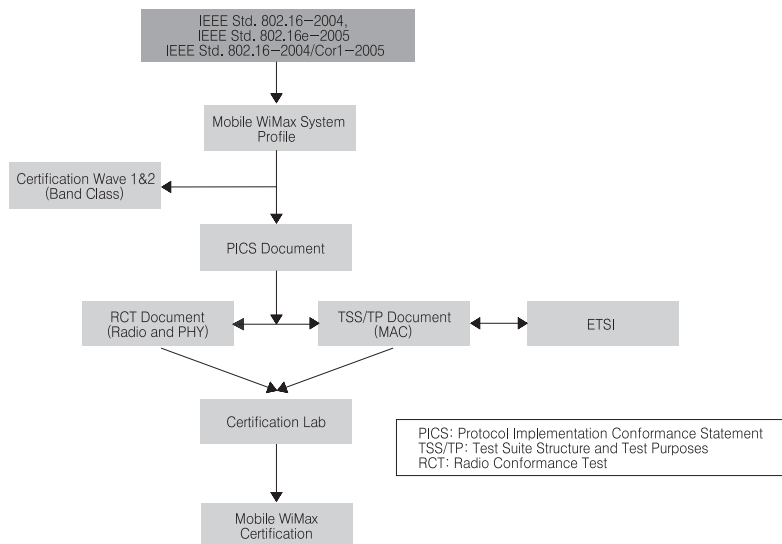 IEEE Std. 802.16-2004,
IEEE Std. 802.16e-2005
IEEE Std. 802.16-2004/Cor1-2005
Mobile WiMax System
Profile
Certification Wave 1&2
(Band Class)
PICS Document
RCT Document
(Radio and PHY)
TSS/TP Document
(MAC)
ETSI
Certification Lab
PICS: Protocol Implementation Conformance Statement
TSS/TP: Test Suite Structure and Test Purposes
RCT: Radio Conformance Test
Mobile WiMax
Certification